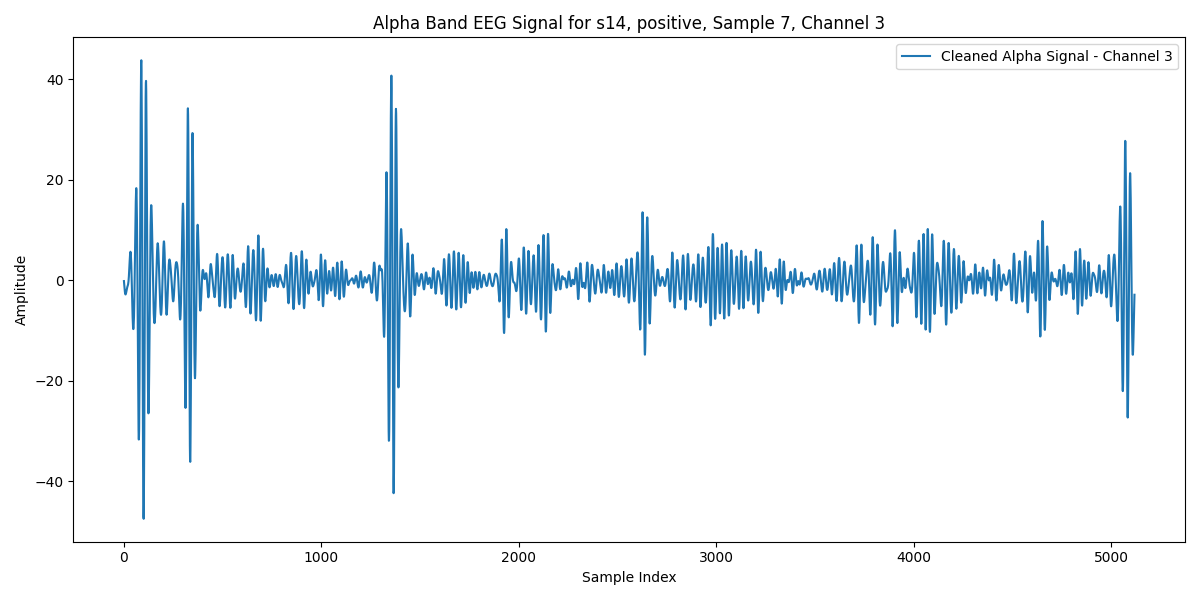 Alpha Band EEG Signal for s14, positive, Sample 7, Channel 3
Cleaned Alpha Signal - Channel 3
Amplitude
40
20
0
−20
−40
0 1000 2000 3000 4000 5000
Sample Index